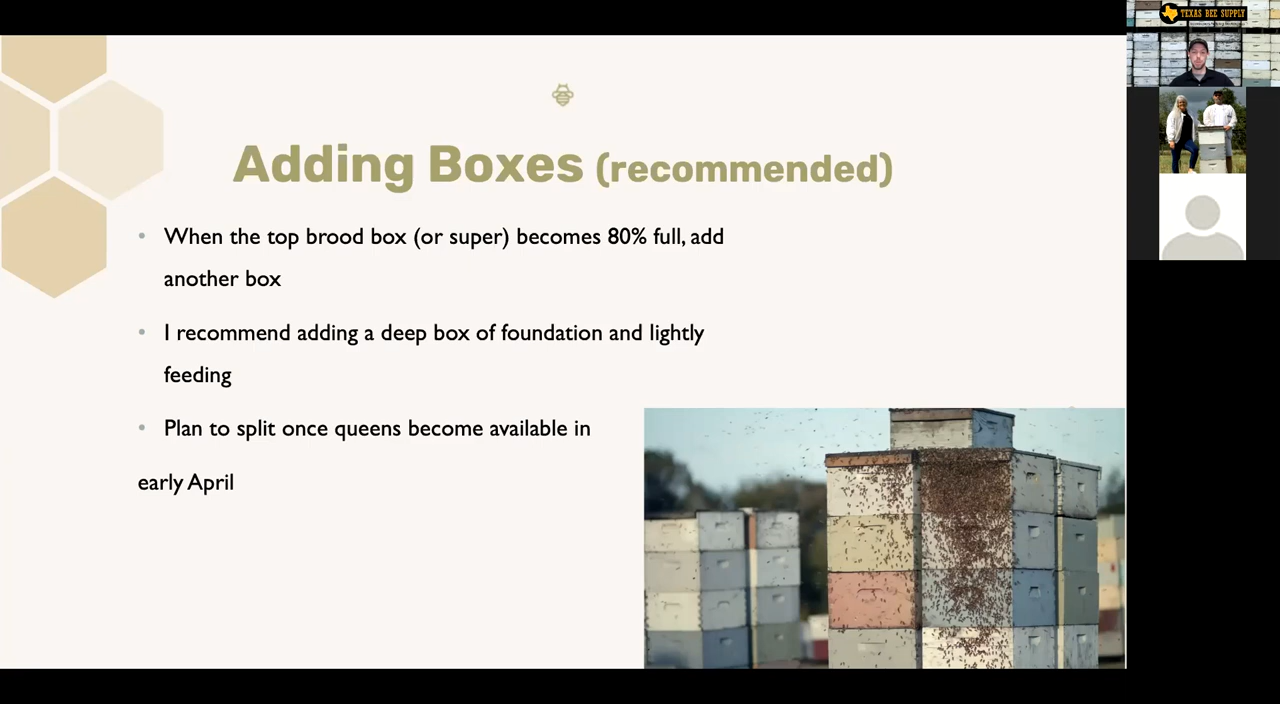 TEXAS BEE SUPPLY
Adding Boxes (recommended)
• When the top brood box (or super) becomes 80% full, add
another box
• I recommend adding a deep box of foundation and lightly
feeding
• Plan to split once queens become available in
early April